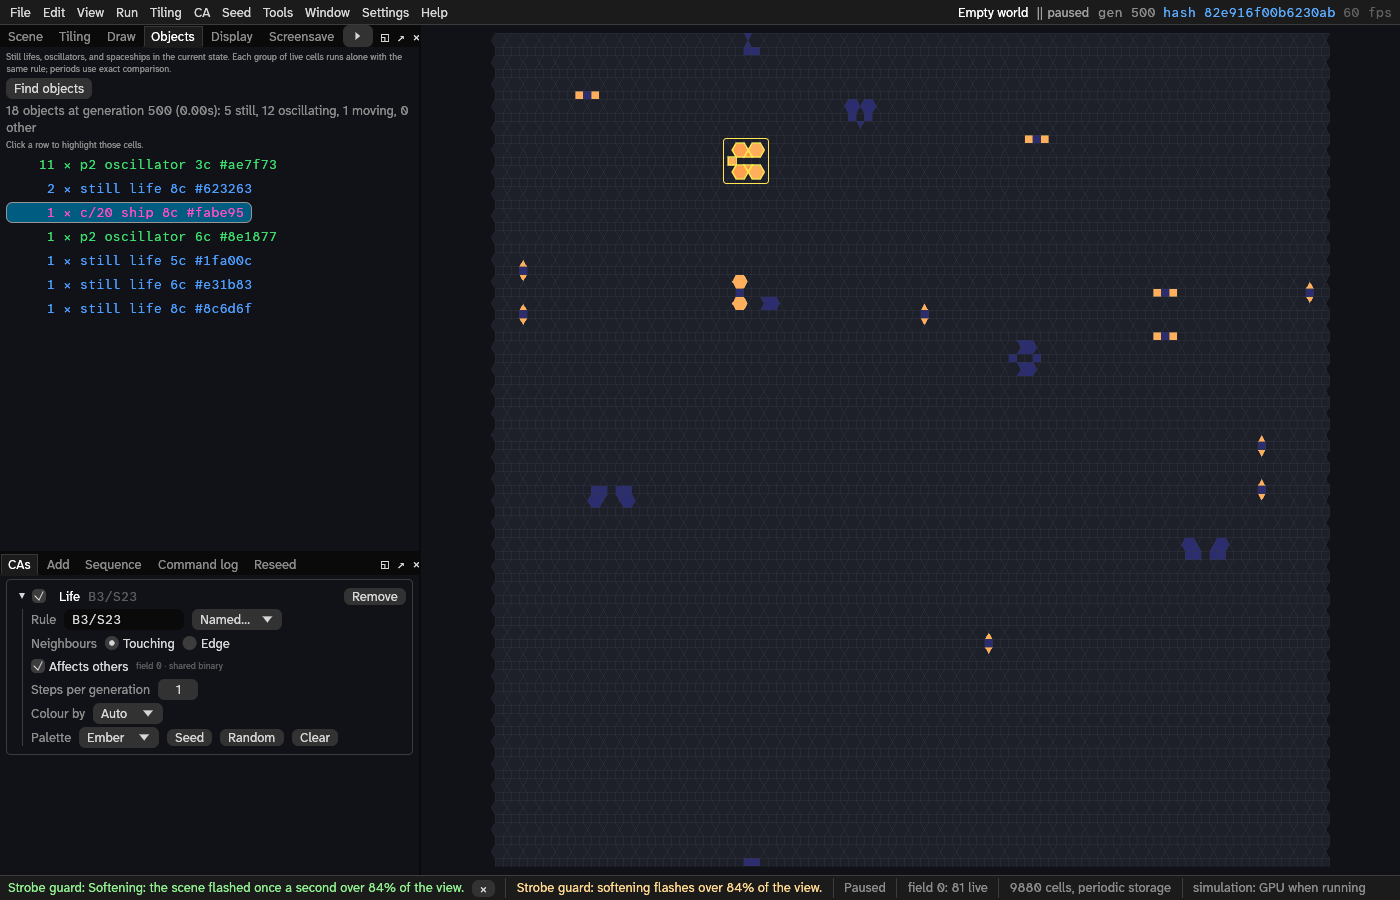 File Edit View Run Tiling CA Seed Tools Window Settings Help
Empty world || paused gen 500 hash 82e916f00b6230ab 60 fps
Scene Tiling Draw Objects Display Screensave
Still lifes, oscillators, and spaceships in the current state. Each group of live cells runs alone with the
same rule; periods use exact comparison.
Find objects
18 objects at generation 500 (0.00s): 5 still, 12 oscillating, 1 moving, 0
other
Click a row to highlight those cells.
11 × p2 oscillator 3c #ae7f73
2 × still life 8c #623263
1 × c/20 ship 8c #fabe95
1 × p2 oscillator 6c #8e1877
1 × still life 5c #1fa00c
1 × still life 6c #e31b83
1 × still life 8c #8c6d6f
CAs Add Sequence Command log Reseed
Life B3/S23 Remove
Rule B3/S23 Named...
Neighbours Touching Edge
Affects others field 0 · shared binary
Steps per generation 1
Colour by Auto
Palette Ember Seed Random Clear
Strobe guard: Softening: the scene flashed once a second over 84% of the view. ×
Strobe guard: softening flashes over 84% of the view.
Paused
field 0: 81 live
9880 cells, periodic storage
simulation: GPU when running